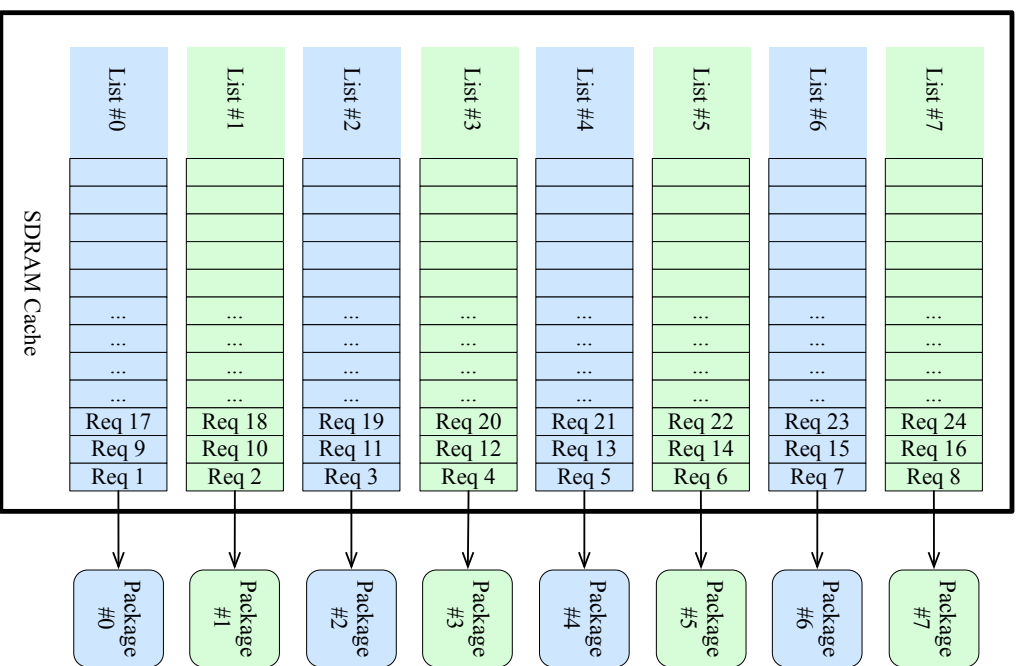 SDRAM Cache
List #0 List #1 List #2 List #3 List #4 List #5 List #6 List #7
... ... ... ... ... ... ... ...
... ... ... ... ... ... ... ...
... ... ... ... ... ... ... ...
... ... ... ... ... ... ... ...
Req 17 Req 18 Req 19 Req 20 Req 21 Req 22 Req 23 Req 24
Req 9 Req 10 Req 11 Req 12 Req 13 Req 14 Req 15 Req 16
Req 1 Req 2 Req 3 Req 4 Req 5 Req 6 Req 7 Req 8
Package
#0
Package
#1
Package
#2
Package
#3
Package
#4
Package
#5
Package
#6
Package
#7